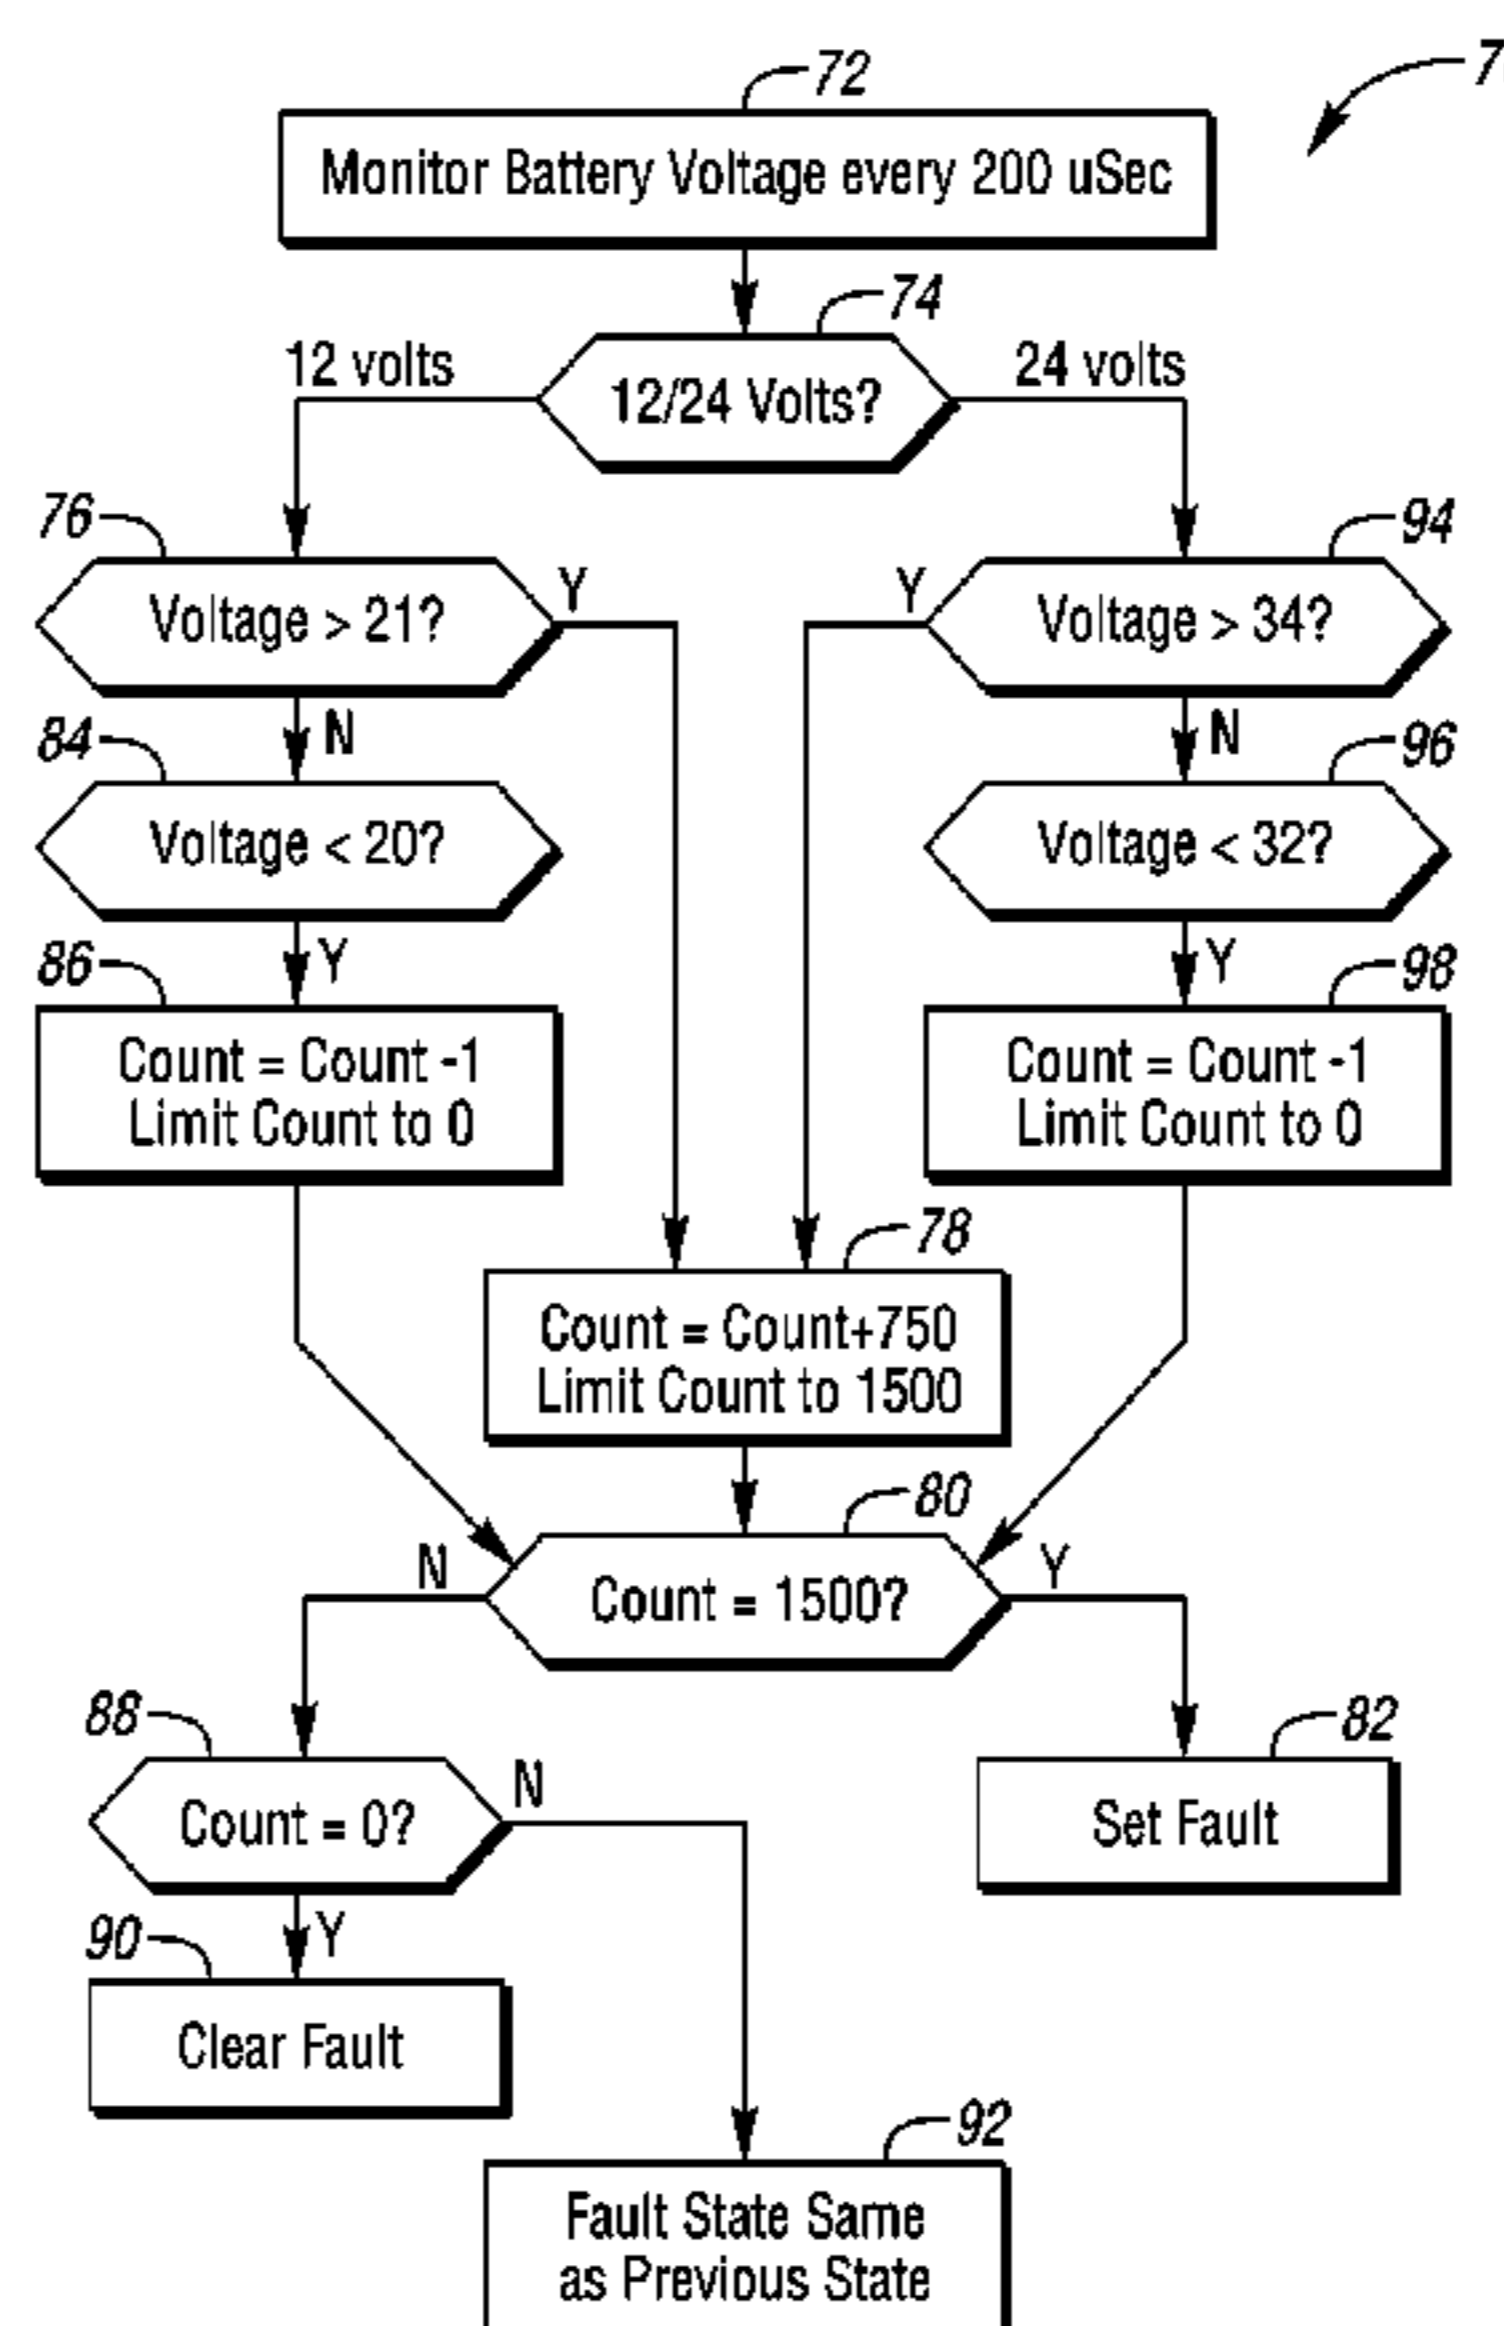 72
Monitor Battery Voltage every 200 uSec
74
12 volts
12/24 Volts?
24 volts
76
Voltage > 21?
Y
Y
94
Voltage > 34?
N
N
84
Voltage < 20?
96
Voltage < 32?
Y
Y
86
Count = Count -1
Limit Count to 0
98
Count = Count -1
Limit Count to 0
78
Count = Count+750
Limit Count to 1500
80
N
Count = 1500?
Y
88
Count = 0?
N
82
Set Fault
Y
90
Clear Fault
92
Fault State Same
as Previous State